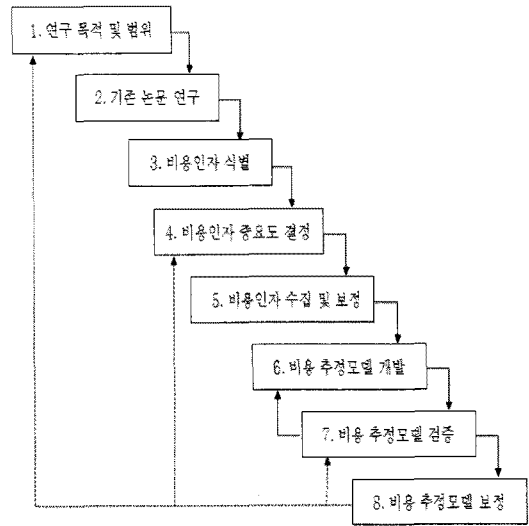 1. 연구 목적 및 범위
2. 기존 논문 연구
3. 비용인자 식별
4. 비용인자 중요도 결정
5. 비용인자 수집 및 보정
6. 비용 추정모델 개발
7. 비용 추정모델 검증
8. 비용 추정모델 보정